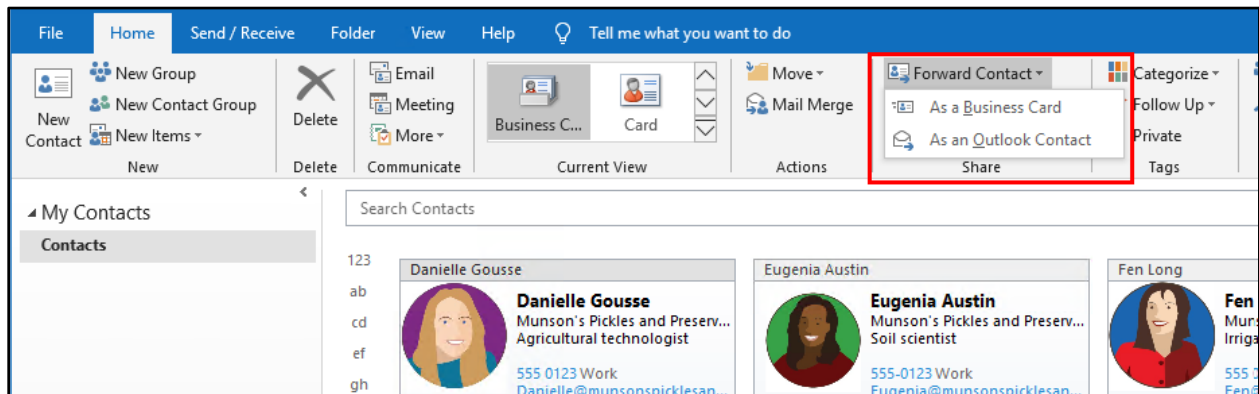 File Home Send / Receive Folder View Help Tell me what you want to do
New Contact
New Group
New Contact Group
New Items
New
Delete
Delete
Email
Meeting
More
Communicate
Business C...
Card
Current View
Move
Mail Merge
Actions
Forward Contact
As a Business Card
As an Outlook Contact
Share
Categorize
Follow Up
Private
Tags
My Contacts
Contacts
Search Contacts
123
ab
cd
ef
gh
Danielle Gousse
Danielle Gousse
Munson's Pickles and Preserv...
Agricultural technologist
555 0123 Work
Danielle@munsonspicklesan...
Eugenia Austin
Eugenia Austin
Munson's Pickles and Preserv...
Soil scientist
555-0123 Work
Eugenia@munsonspicklesan...
Fen Long
Fen